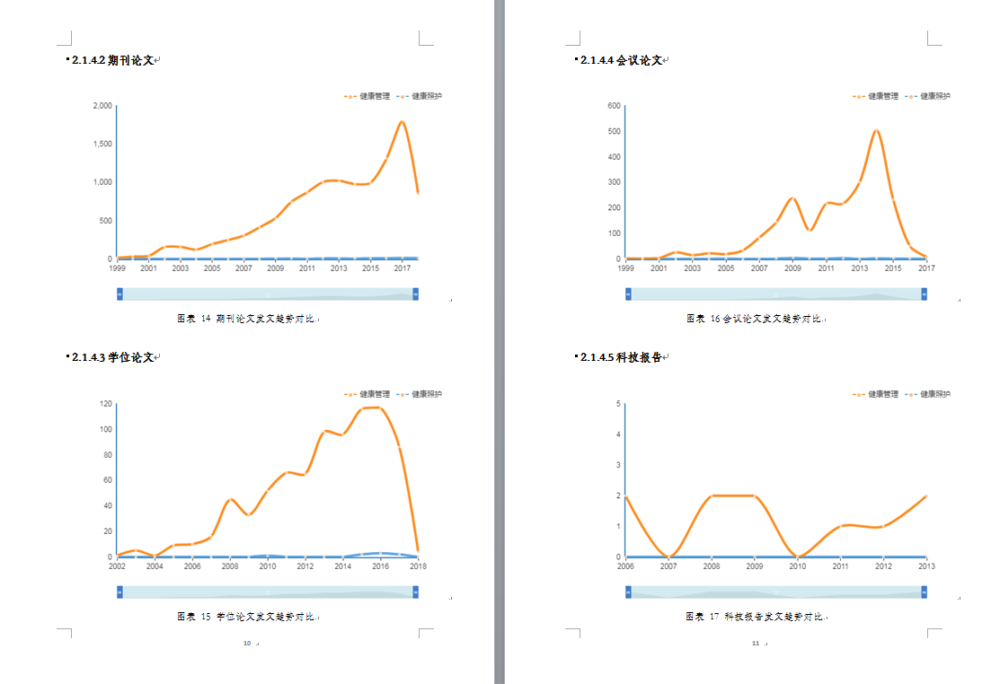 2.1.4.2期刊论文
健康管理 健康照护
2,000
1,500
1,000
500
0
1999 2001 2003 2005 2007 2009 2011 2013 2015 2017
图表 14 期刊论文发文趋势对比
2.1.4.3学位论文
健康管理 健康照护
120
100
80
60
40
20
0
2002 2004 2006 2008 2010 2012 2014 2016 2018
图表 15 学位论文发文趋势对比
10
2.1.4.4会议论文
健康管理 健康照护
600
500
400
300
200
100
0
1999 2001 2003 2005 2007 2009 2011 2013 2015 2017
图表 16会议论文发文趋势对比
2.1.4.5科技报告
健康管理 健康照护
5
4
3
2
1
0
2006 2007 2008 2009 2010 2011 2012 2013
图表 17 科技报告发文趋势对比
11